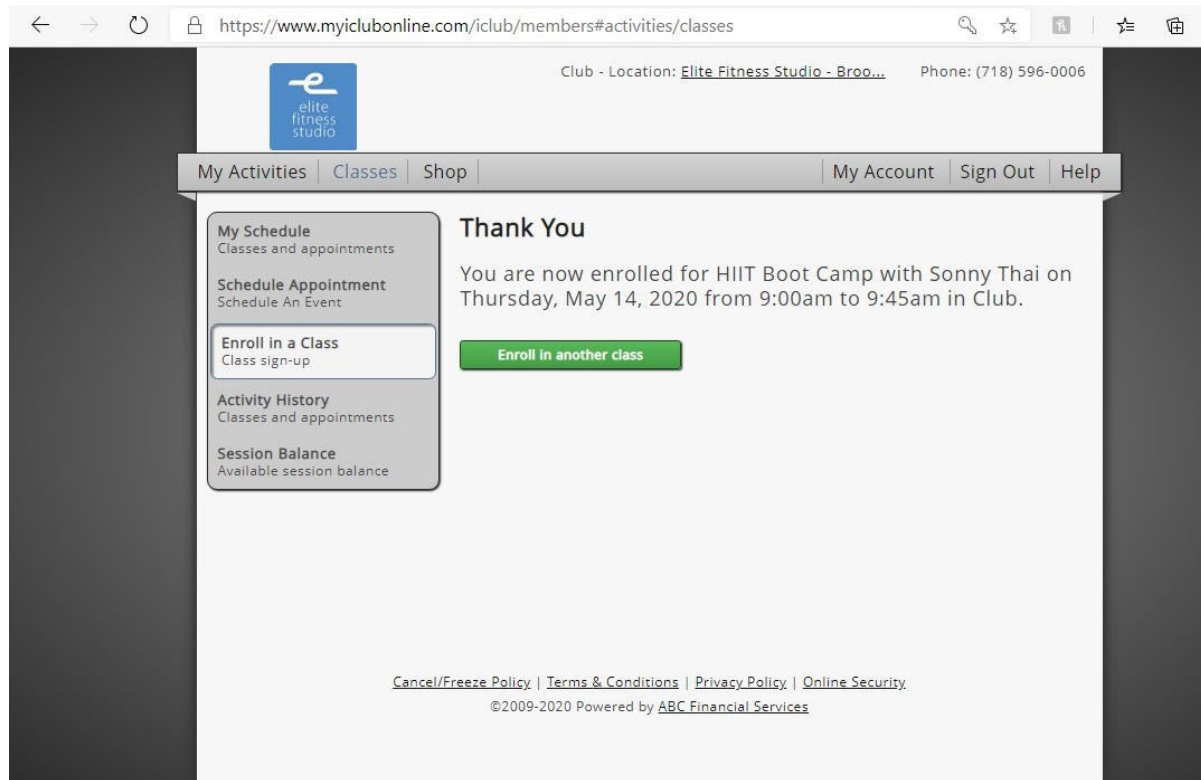 https://www.myiclubonline.com/iclub/members#activities/classes
Club - Location: Elite Fitness Studio - Broo... Phone: (718) 596-0006
elite
fitness
studio
My Activities Classes Shop My Account Sign Out Help
My Schedule
Classes and appointments
Schedule Appointment
Schedule An Event
Enroll in a Class
Class sign-up
Activity History
Classes and appointments
Session Balance
Available session balance
Thank You
You are now enrolled for HIIT Boot Camp with Sonny Thai on
Thursday, May 14, 2020 from 9:00am to 9:45am in Club.
Enroll in another class
Cancel/Freeze Policy | Terms & Conditions | Privacy Policy | Online Security
©2009-2020 Powered by ABC Financial Services